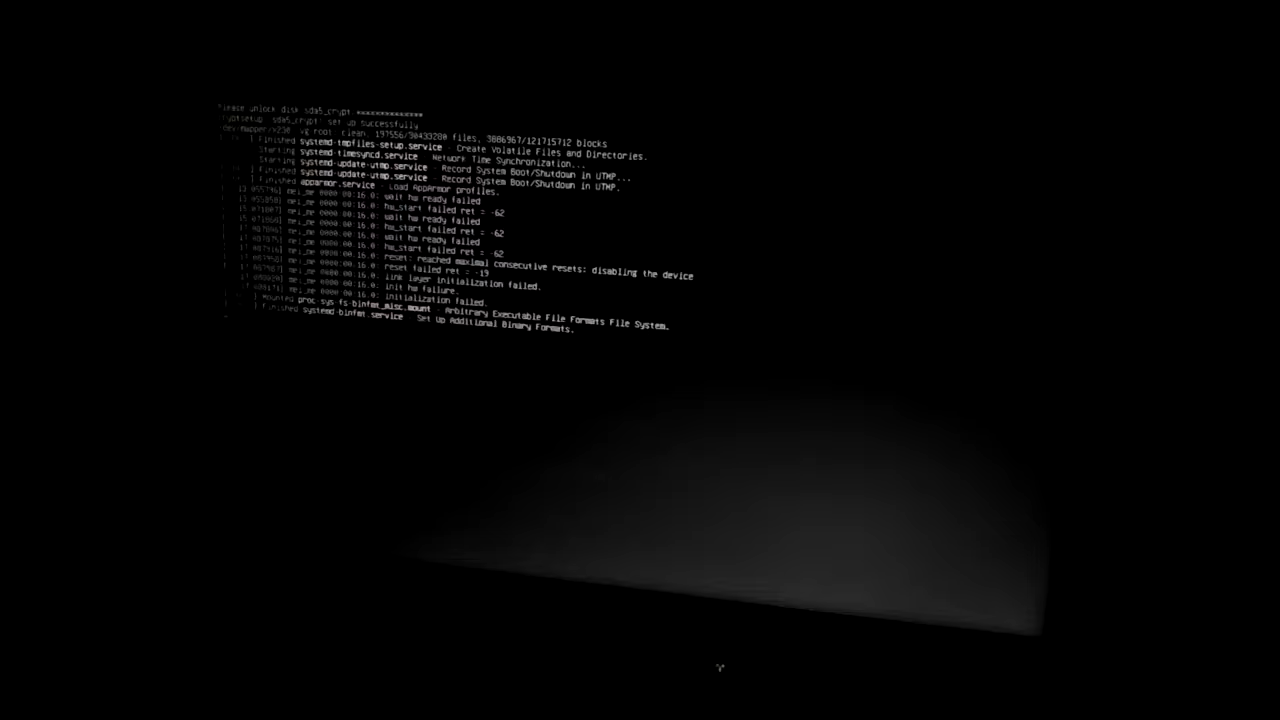 Please unlock disk sda5_crypt: **************
cryptsetup: sda5_crypt: set up successfully
/dev/mapper/x230--vg-root: clean, 197556/30433280 files, 3886967/121715712 blocks
] Finished systemd-tmpfiles-setup.service - Create Volatile Files and Directories.
Starting systemd-timesyncd.service - Network Time Synchronization...
Starting systemd-update-utmp.service - Record System Boot/Shutdown in UTMP...
] Finished systemd-update-utmp.service - Record System Boot/Shutdown in UTMP.
] Finished apparmor.service - Load AppArmor profiles.
mei_me 0000:00:16.0: wait hw ready failed
mei_me 0000:00:16.0: hw_start failed ret = -62
mei_me 0000:00:16.0: wait hw ready failed
mei_me 0000:00:16.0: hw_start failed ret = -62
mei_me 0000:00:16.0: wait hw ready failed
mei_me 0000:00:16.0: hw_start failed ret = -62
mei_me 0000:00:16.0: reset: reached maximal consecutive resets: disabling the device
mei_me 0000:00:16.0: reset failed ret = -19
mei_me 0000:00:16.0: link layer initialization failed.
mei_me 0000:00:16.0: init hw failure.
mei_me 0000:00:16.0: initialization failed.
] Mounted proc-sys-fs-binfmt_misc.mount - Arbitrary Executable File Formats File System.
] Finished systemd-binfmt.service - Set Up Additional Binary Formats.